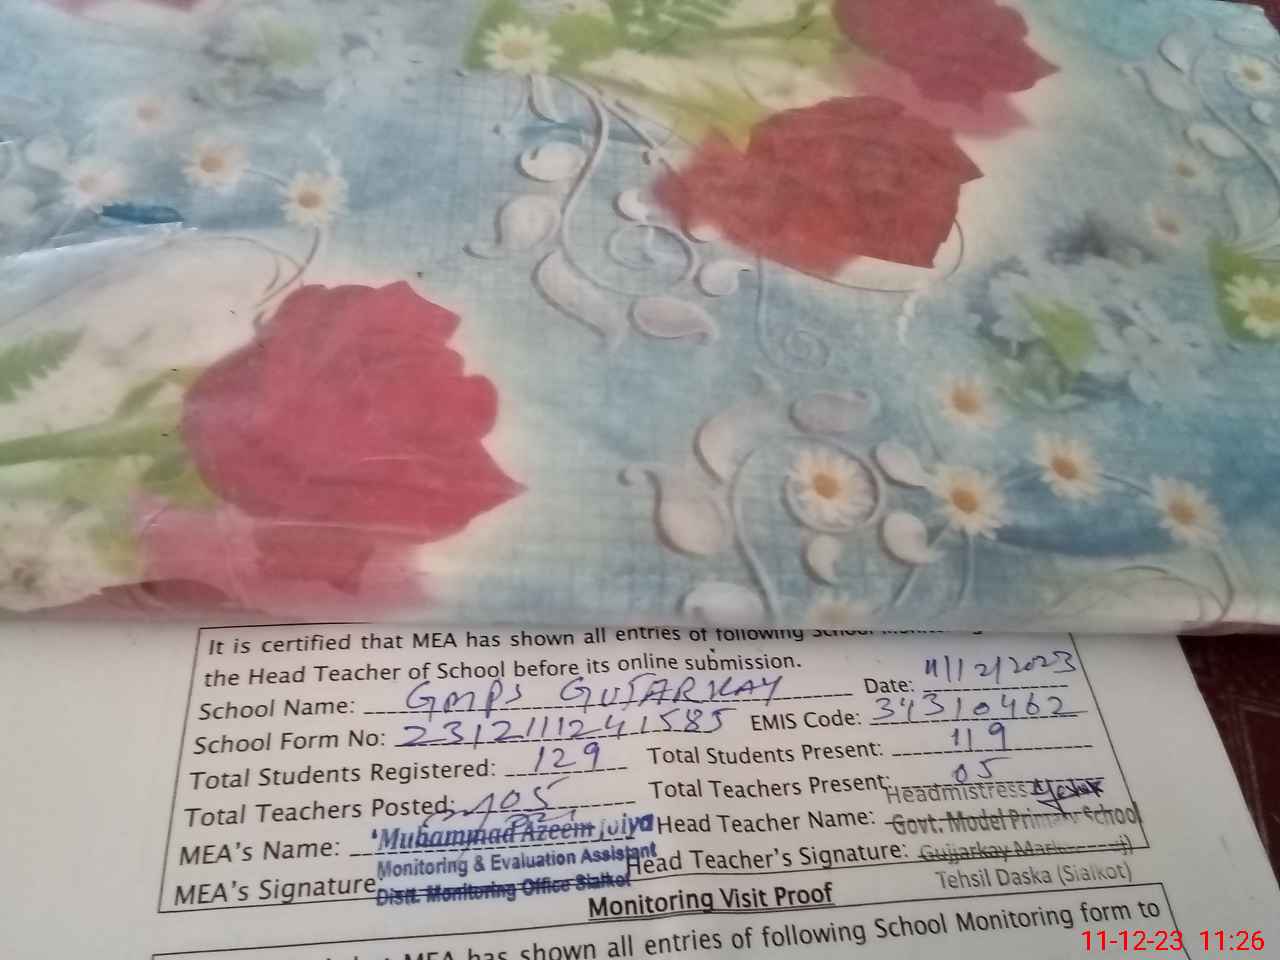 It is certified that MEA has shown all entries of following School
the Head Teacher of School before its online submission.
School Name: GMPS GUJARKAY Date: 11/12/2023
School Form No: 2312111241585 EMIS Code: 34310462
Total Students Registered: 129 Total Students Present: 119
Total Teachers Posted: 05 Total Teachers Present: 05
MEA's Name: Muhammad Azeem Head Teacher Name: Headmistress
Govt. Model Primary School
MEA's Signature Monitoring & Evaluation Assistant Head Teacher's Signature: Gujjarkay
Distt. Monitoring Office Sialkot Tehsil Daska (Sialkot)
Monitoring Visit Proof
MEA has shown all entries of following School Monitoring form to
11-12-23 11:26